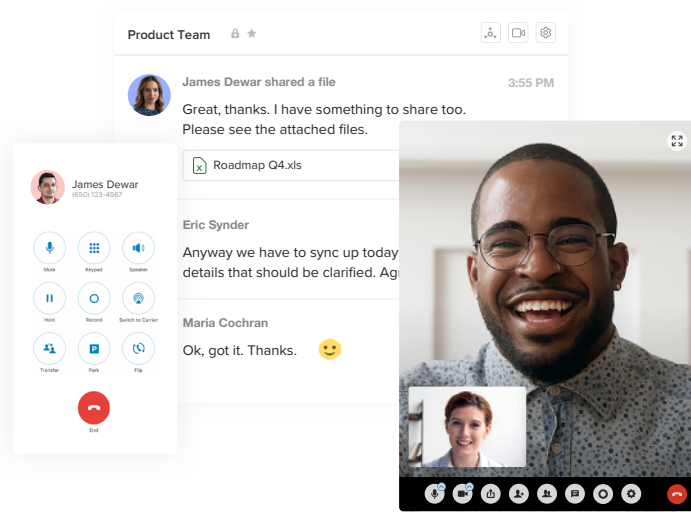 Product Team
James Dewar shared a file
3:55 PM
Great, thanks. I have something to share too.
Please see the attached files.
Roadmap Q4.xls
Eric Synder
Anyway we have to sync up today
details that should be clarified.
Maria Cochran
Ok, got it. Thanks.
James Dewar
(650) 123-4567
Mute
Keypad
Speaker
Hold
Record
Switch to Carrier
Transfer
Park
Flip
End